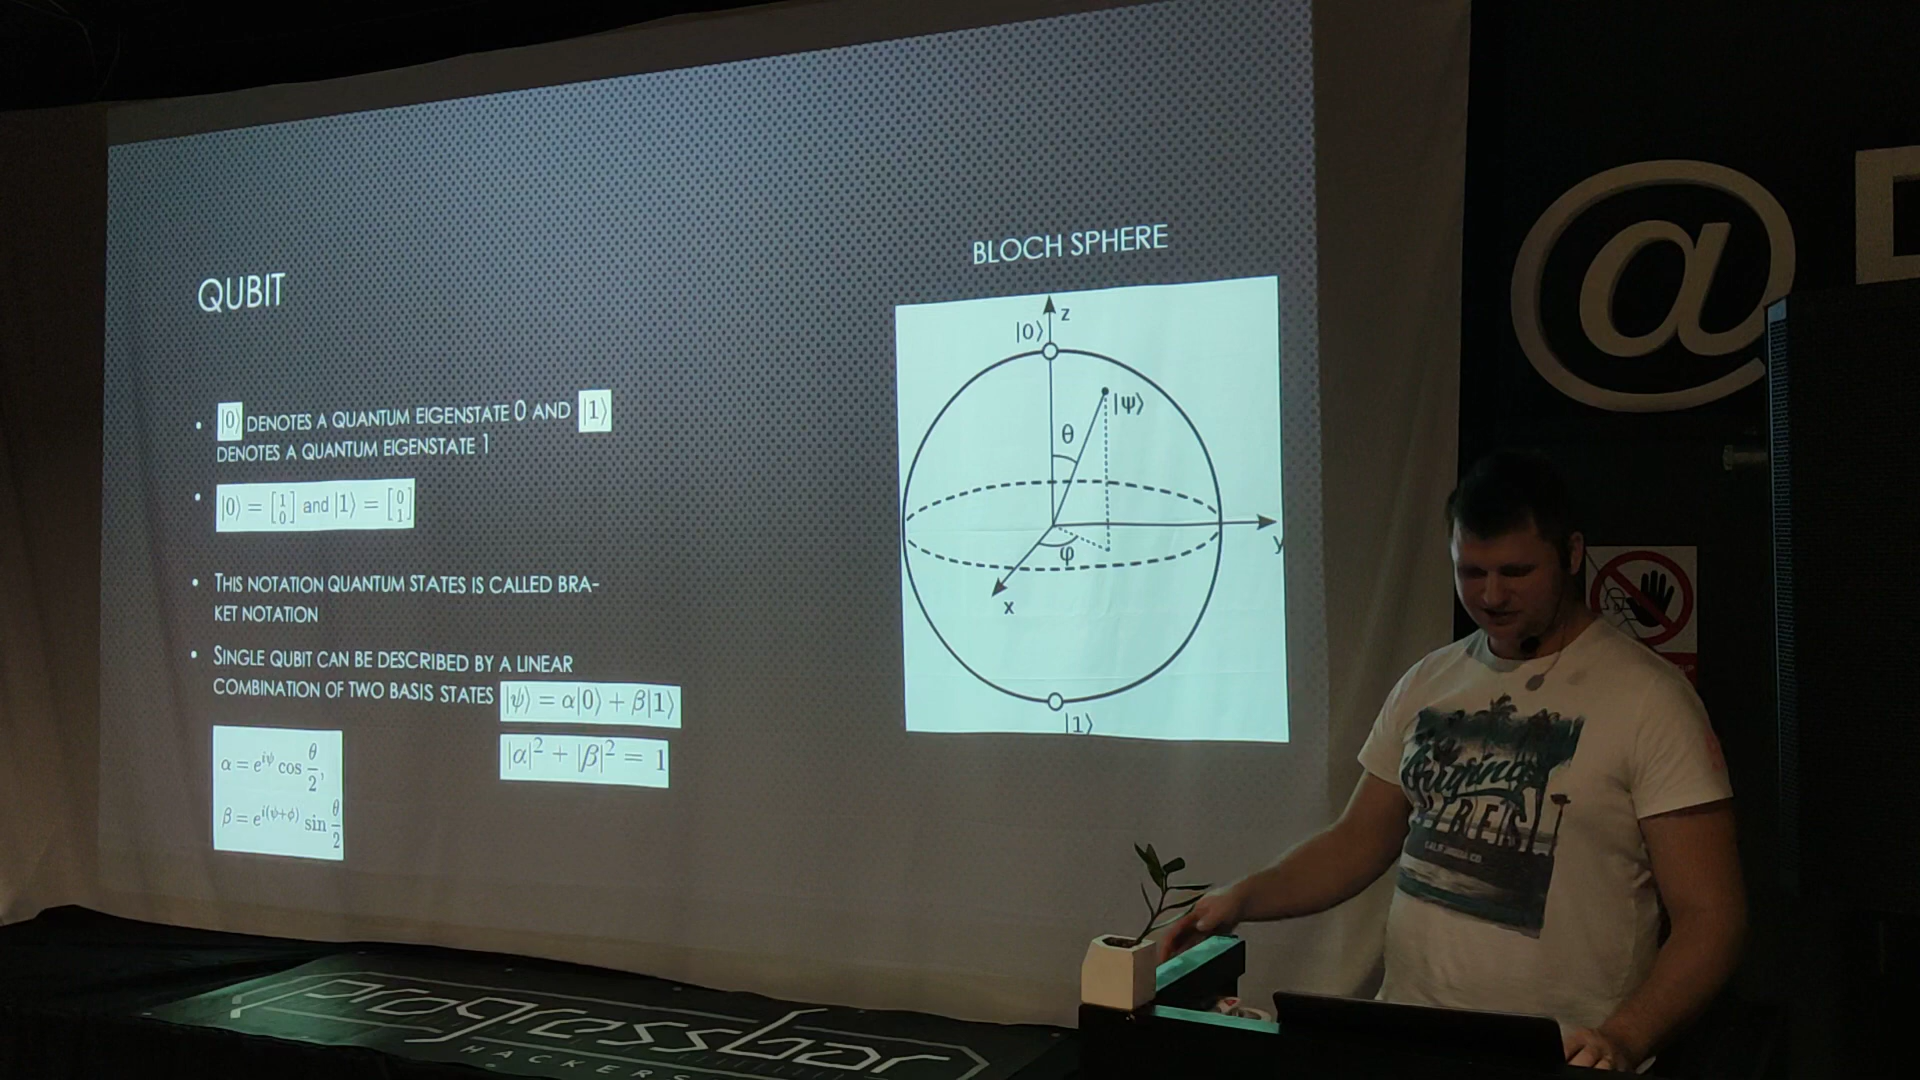 QUBIT
• |0⟩ DENOTES A QUANTUM EIGENSTATE 0 AND |1⟩
DENOTES A QUANTUM EIGENSTATE 1
• |0⟩ = [1 0] and |1⟩ = [0 1]
• THIS NOTATION QUANTUM STATES IS CALLED BRA-
KET NOTATION
• SINGLE QUBIT CAN BE DESCRIBED BY A LINEAR
COMBINATION OF TWO BASIS STATES |ψ⟩ = α|0⟩ + β|1⟩
|α|² + |β|² = 1
α = e^{iψ} cos θ/2,
β = e^{i(ψ+ϕ)} sin θ/2
BLOCH SPHERE
z
|0⟩
|ψ⟩
θ
φ
y
x
|1⟩
@
VIBES
progressbar
HACKERS